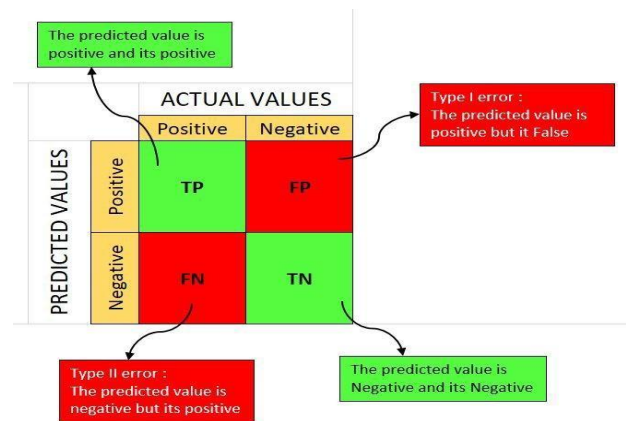 The predicted value is
positive and its positive
ACTUAL VALUES
Positive Negative
PREDICTED VALUES
Positive
TP FP
Negative
FN TN
Type I error :
The predicted value is
positive but it False
Type II error :
The predicted value is
negative but its positive
The predicted value is
Negative and its Negative